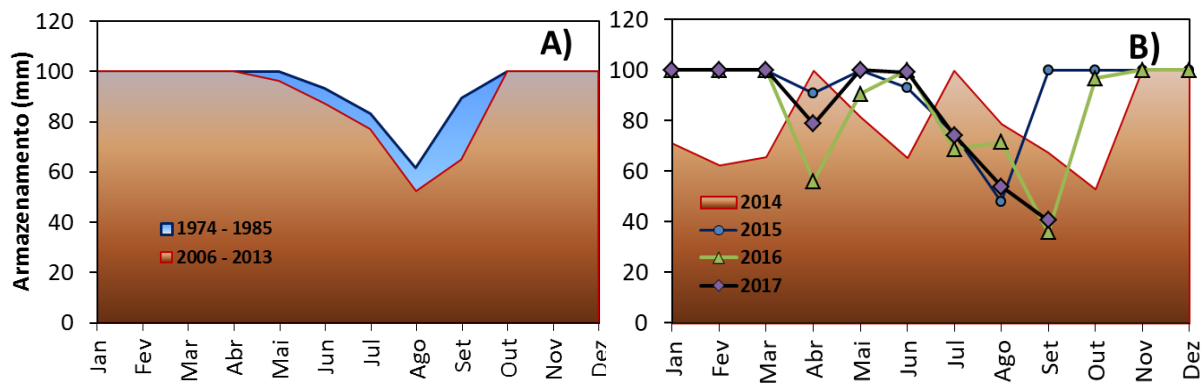 A)
Armazenamento (mm)
120
100
80
60
40
20
0
1974 - 1985
2006 - 2013
Jan Fev Mar Abr Mai Jun Jul Ago Set Out Nov Dez
B)
120
100
80
60
40
20
0
2014
2015
2016
2017
Jan Fev Mar Abr Mai Jun Jul Ago Set Out Nov Dez